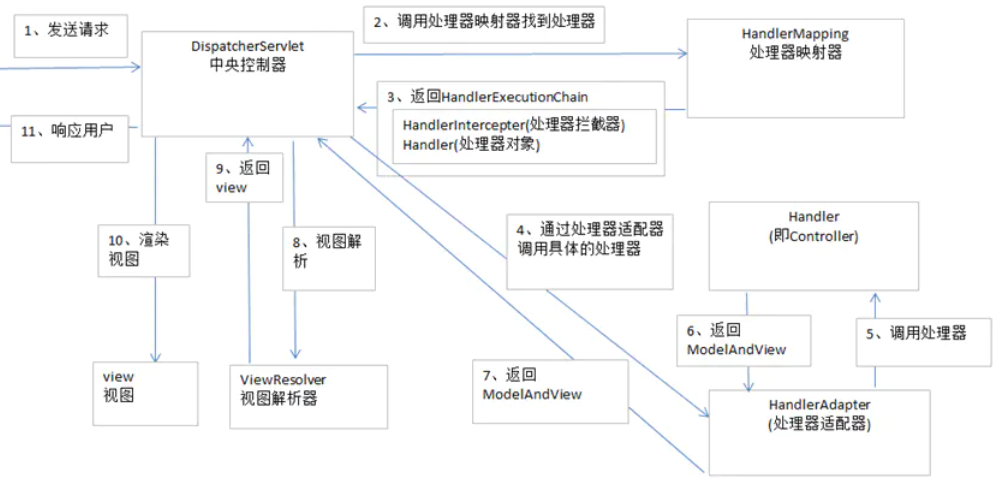 1、发送请求
DispatcherServlet
中央控制器
2、调用处理器映射器找到处理器
HandlerMapping
处理器映射器
3、返回HandlerExecutionChain
HandlerIntercepter(处理器拦截器)
Handler(处理器对象)
11、响应用户
9、返回
view
10、渲染
视图
8、视图解
析
4、通过处理器适配器
调用具体的处理器
Handler
(即Controller)
6、返回
ModelAndView
5、调用处理器
7、返回
ModelAndView
view
视图
ViewResolver
视图解析器
HandlerAdapter
(处理器适配器)